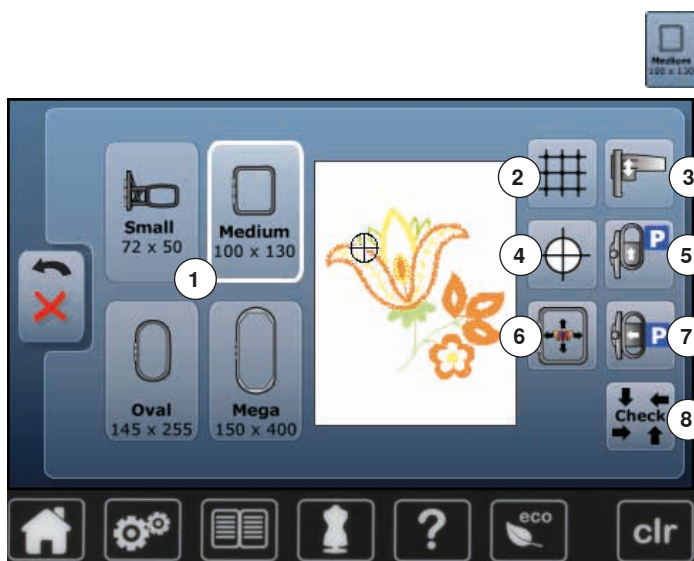 Medium
100 x 130
Small
72 x 50
Medium
100 x 130
1
2
3
4
P
5
6
P
7
Oval
145 x 255
Mega
150 x 400
Check
8
?
eco
clr